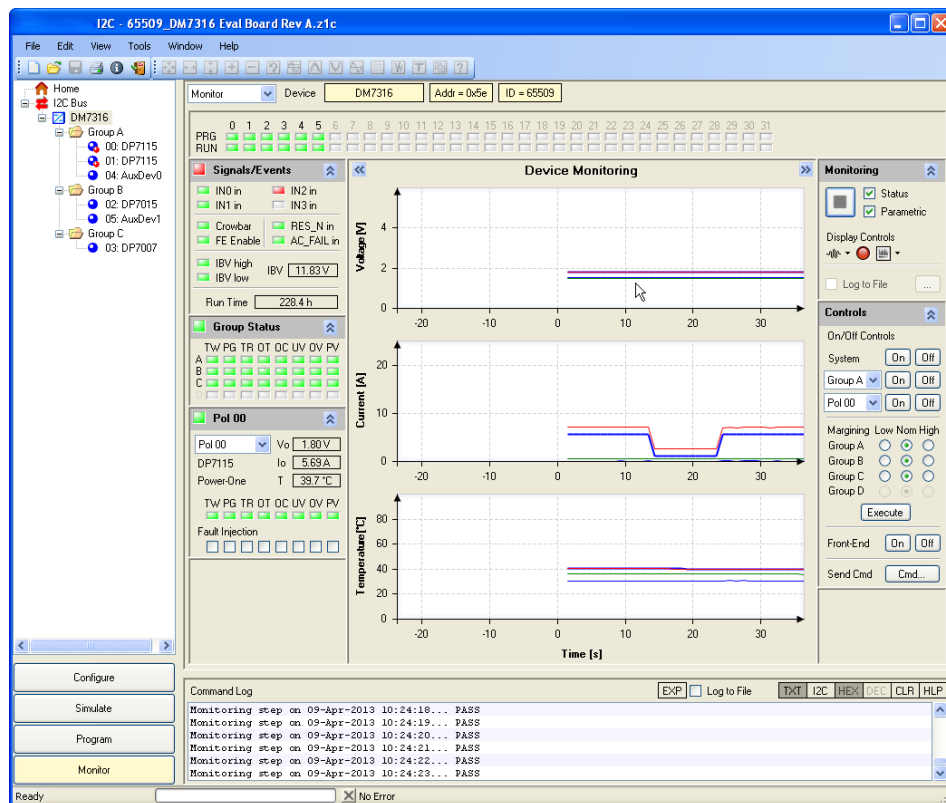 I2C - 65509_DM7316 Eval Board Rev A.z1c
File Edit View Tools Window Help
Home
I2C Bus
DM7316
Group A
00: DP7115
01: DP7115
04: AuxDev0
Group B
02: DP7015
05: AuxDev1
Group C
03: DP7007
Configure
Simulate
Program
Monitor
Monitor Device DM7316 Addr = 0x5e ID = 65509
0 1 2 3 4 5 6 7 8 9 10 11 12 13 14 15 16 17 18 19 20 21 22 23 24 25 26 27 28 29 30 31
PRG
RUN
Signals/Events
IN0 in IN2 in
IN1 in IN3 in
Crowbar RES_N in
FE Enable AC_FAIL in
IBV high
IBV low
IBV 11.83 V
Run Time 228.4 h
Group Status
TW PG TR OT OC UV OV PV
A
B
C
D
Pol 00
Pol 00 Vo 1.80 V
DP7115 Io 5.69 A
Power-One T 39.7 °C
TW PG TR OT OC UV OV PV
Fault Injection
Device Monitoring
Voltage [V]
4
2
0
-20 -10 0 10 20 30
Current [A]
20
10
0
-20 -10 0 10 20 30
Temperature[°C]
80
60
40
20
0
-20 -10 0 10 20 30
Time [s]
Monitoring
Status
Parametric
Display Controls
Log to File ...
Controls
On/Off Controls
System On Off
Group A On Off
Pol 00 On Off
Margining Low Nom High
Group A
Group B
Group C
Group D
Execute
Front-End On Off
Send Cmd Cmd...
Command Log EXP Log to File TXT I2C HEX DEC CLR HLP
Monitoring step on 09-Apr-2013 10:24:18... PASS
Monitoring step on 09-Apr-2013 10:24:19... PASS
Monitoring step on 09-Apr-2013 10:24:20... PASS
Monitoring step on 09-Apr-2013 10:24:21... PASS
Monitoring step on 09-Apr-2013 10:24:22... PASS
Monitoring step on 09-Apr-2013 10:24:23... PASS
Ready No Error